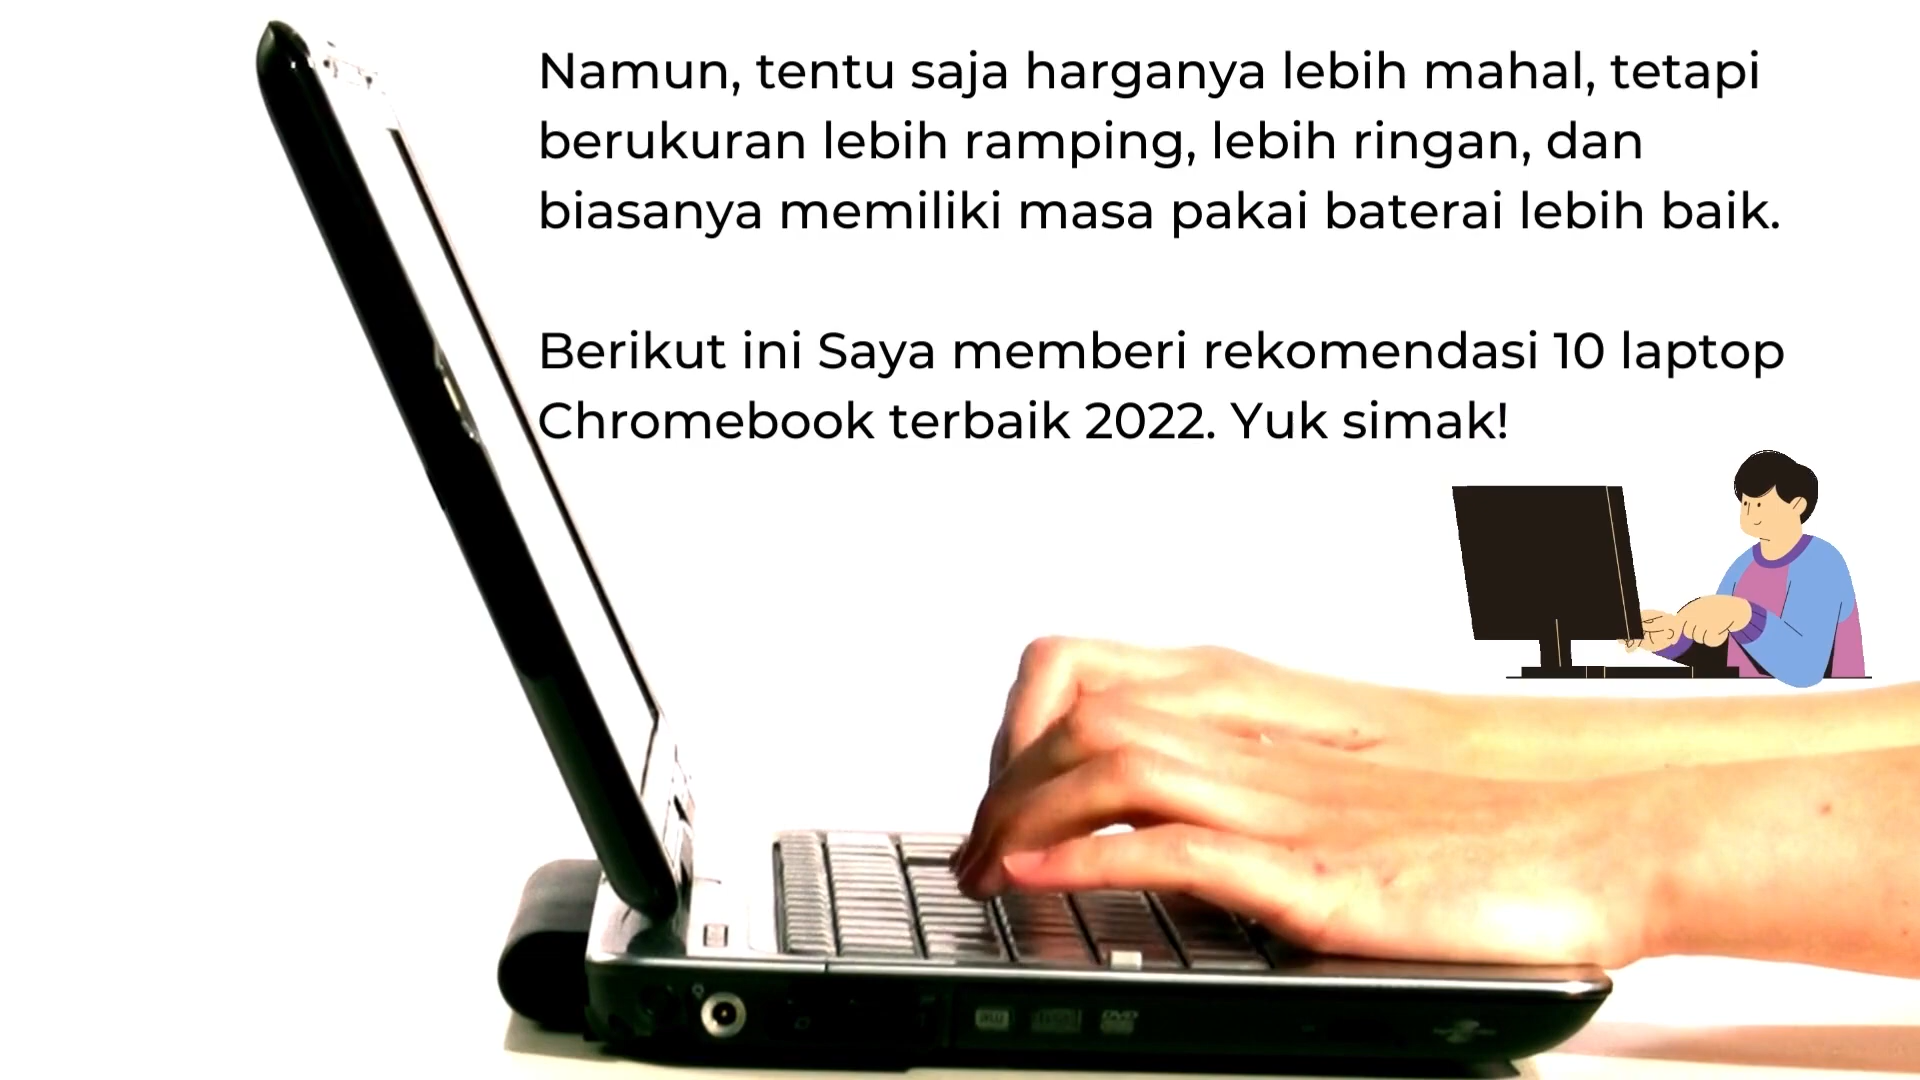 Namun, tentu saja harganya lebih mahal, tetapi
berukuran lebih ramping, lebih ringan, dan
biasanya memiliki masa pakai baterai lebih baik.
Berikut ini Saya memberi rekomendasi 10 laptop
Chromebook terbaik 2022. Yuk simak!